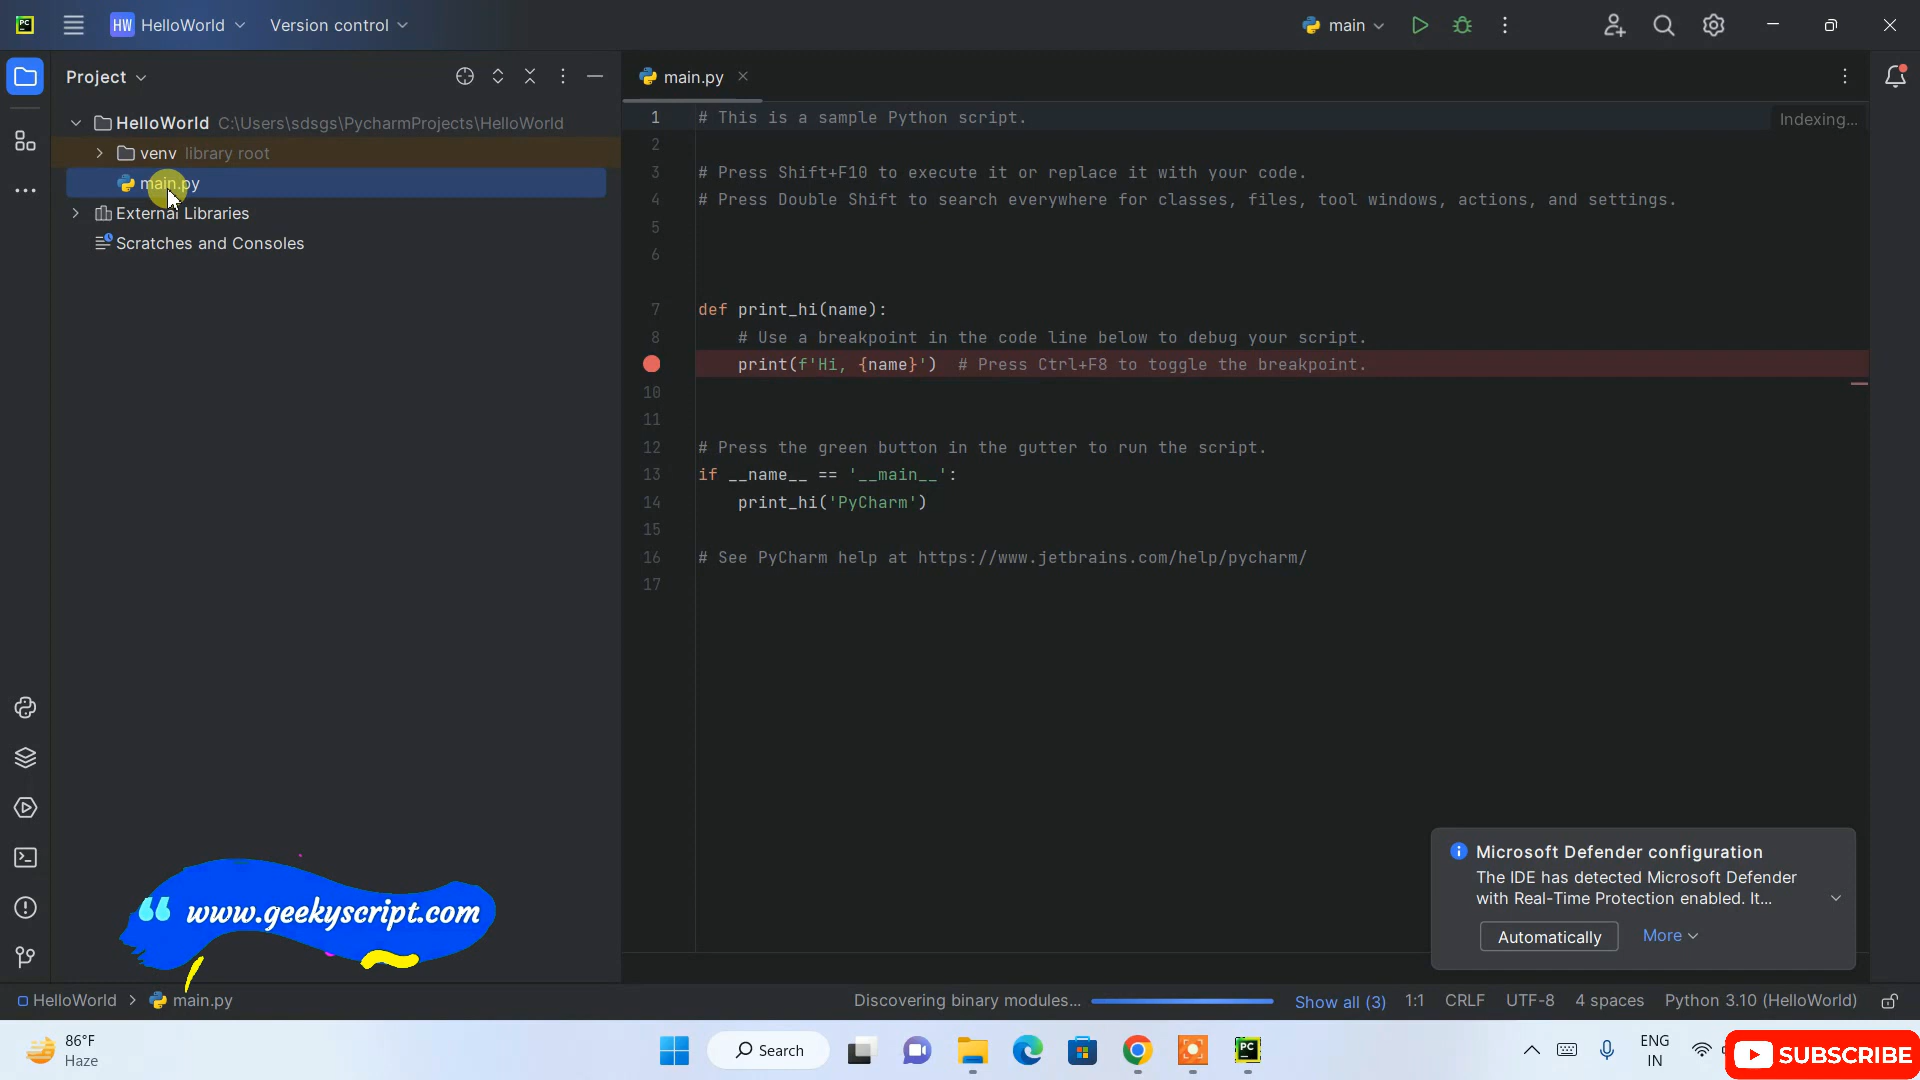 PC
HW HelloWorld
Version control
main
Project
main.py
HelloWorld C:\Users\sdsgs\PycharmProjects\HelloWorld
venv library root
main.py
External Libraries
Scratches and Consoles
Indexing...
1 # This is a sample Python script.
2
3 # Press Shift+F10 to execute it or replace it with your code.
4 # Press Double Shift to search everywhere for classes, files, tool windows, actions, and settings.
5
6
7 def print_hi(name):
8 # Use a breakpoint in the code line below to debug your script.
print(f'Hi, {name}') # Press Ctrl+F8 to toggle the breakpoint.
10
11
12 # Press the green button in the gutter to run the script.
13 if __name__ == '__main__':
14 print_hi('PyCharm')
15
16 # See PyCharm help at https://www.jetbrains.com/help/pycharm/
17
Microsoft Defender configuration
The IDE has detected Microsoft Defender
with Real-Time Protection enabled. It...
Automatically
More
www.geekyscript.com
HelloWorld > main.py
Discovering binary modules...
Show all (3)
1:1
CRLF
UTF-8
4 spaces
Python 3.10 (HelloWorld)
86°F
Haze
Search
PC
ENG
IN
SUBSCRIBE